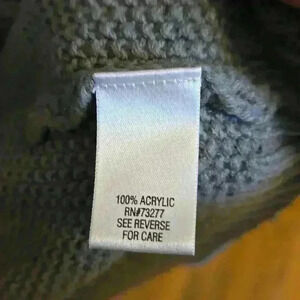 100% ACRYLIC
RN#73277
SEE REVERSE
FOR CARE